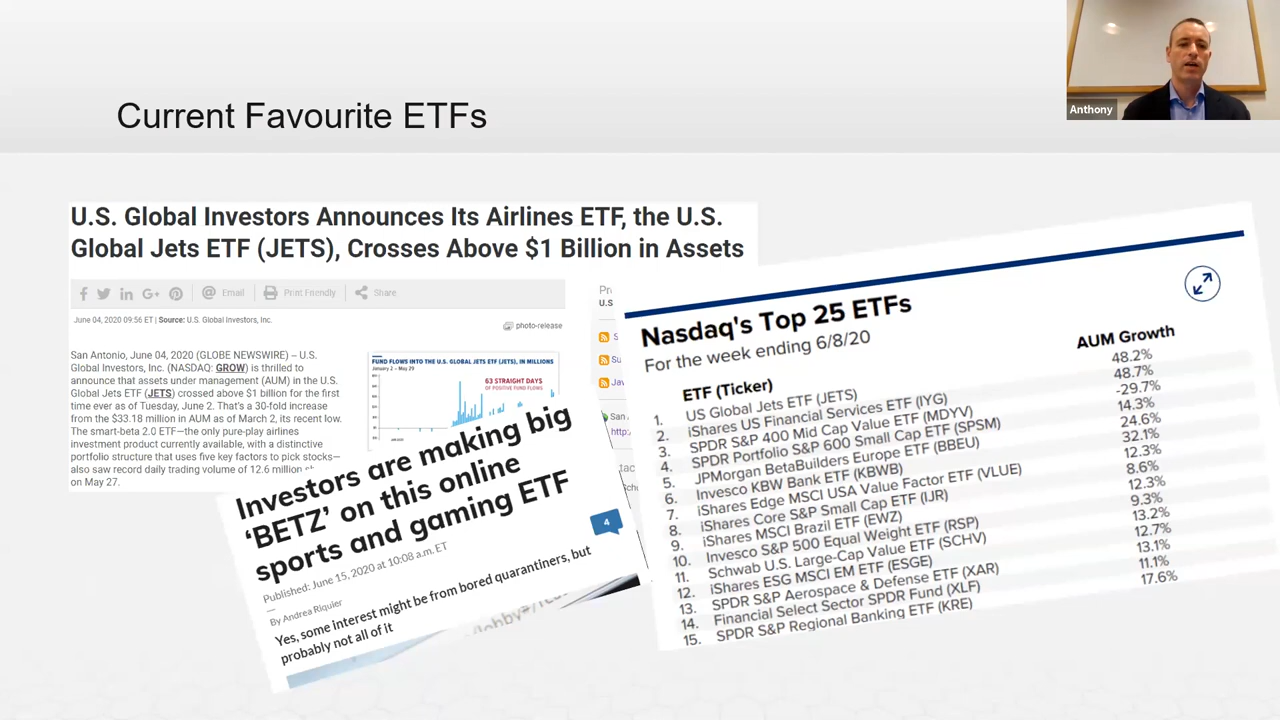 Anthony
Current Favourite ETFs
U.S. Global Investors Announces Its Airlines ETF, the U.S.
Global Jets ETF (JETS), Crosses Above $1 Billion in Assets
Email
Print Friendly
Share
June 04, 2020 09:56 ET | Source: U.S. Global Investors, Inc.
photo-release
San Antonio, June 04, 2020 (GLOBE NEWSWIRE) – U.S.
Global Investors, Inc. (NASDAQ: GROW) is thrilled to
announce that assets under management (AUM) in the U.S.
Global Jets ETF (JETS) crossed above $1 billion for the first
time ever as of Tuesday, June 2. That's a 30-fold increase
from the $33.18 million in AUM as of March 2, its recent low.
The smart-beta 2.0 ETF—the only pure-play airlines
investment product currently available, with a distinctive
portfolio structure that uses five key factors to pick stocks—
also saw record daily trading volume of 12.6 million
on May 27.
FUND FLOWS INTO THE U.S. GLOBAL JETS ETF (JETS), IN MILLIONS
January 2 – May 29
63 STRAIGHT DAYS
OF POSITIVE FUND FLOWS
Pr
U.S
S
Su
Jav
San
http:
Investors are making big
'BETZ' on this online
sports and gaming ETF
4
Published: June 15, 2020 at 10:08 a.m. ET
By Andrea Riquier
Yes, some interest might be from bored quarantiners, but
probably not all of it
Nasdaq's Top 25 ETFs
For the week ending 6/8/20
ETF (Ticker) AUM Growth
1. US Global Jets ETF (JETS) 48.2%
2. iShares US Financial Services ETF (IYG) 48.7%
3. SPDR S&P 400 Mid Cap Value ETF (MDYV) -29.7%
4. SPDR Portfolio S&P 600 Small Cap ETF (SPSM) 14.3%
5. JPMorgan BetaBuilders Europe ETF (BBEU) 24.6%
6. Invesco KBW Bank ETF (KBWB) 32.1%
7. iShares Edge MSCI USA Value Factor ETF (VLUE) 12.3%
8. iShares Core S&P Small Cap ETF (IJR) 8.6%
9. iShares MSCI Brazil ETF (EWZ) 12.3%
10. Invesco S&P 500 Equal Weight ETF (RSP) 9.3%
11. Schwab U.S. Large-Cap Value ETF (SCHV) 13.2%
12. iShares ESG MSCI EM ETF (ESGE) 12.7%
13. SPDR S&P Aerospace & Defense ETF (XAR) 13.1%
14. Financial Select Sector SPDR Fund (XLF) 11.1%
15. SPDR S&P Regional Banking ETF (KRE) 17.6%